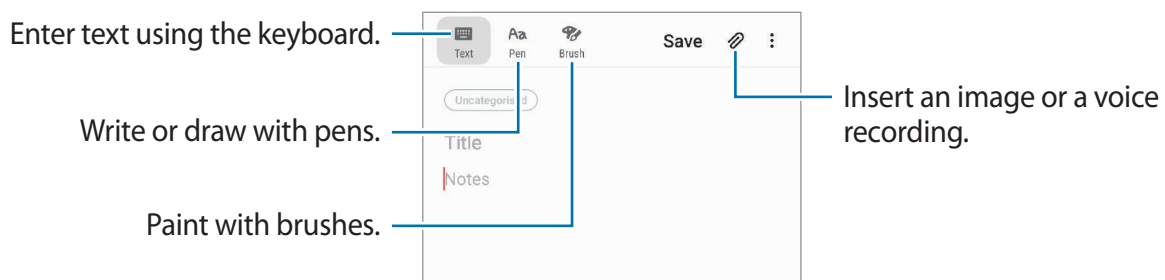 Enter text using the keyboard.
Text
Aa
Pen
Brush
Save
Uncategorised
Insert an image or a voice
recording.
Write or draw with pens.
Title
Notes
Paint with brushes.